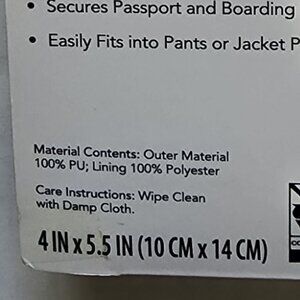 • Secures Passport and Boarding
• Easily Fits into Pants or Jacket P
Material Contents: Outer Material
100% PU; Lining 100% Polyester
Care Instructions: Wipe Clean
with Damp Cloth.
4 IN x 5.5 IN (10 CM x 14 CM)